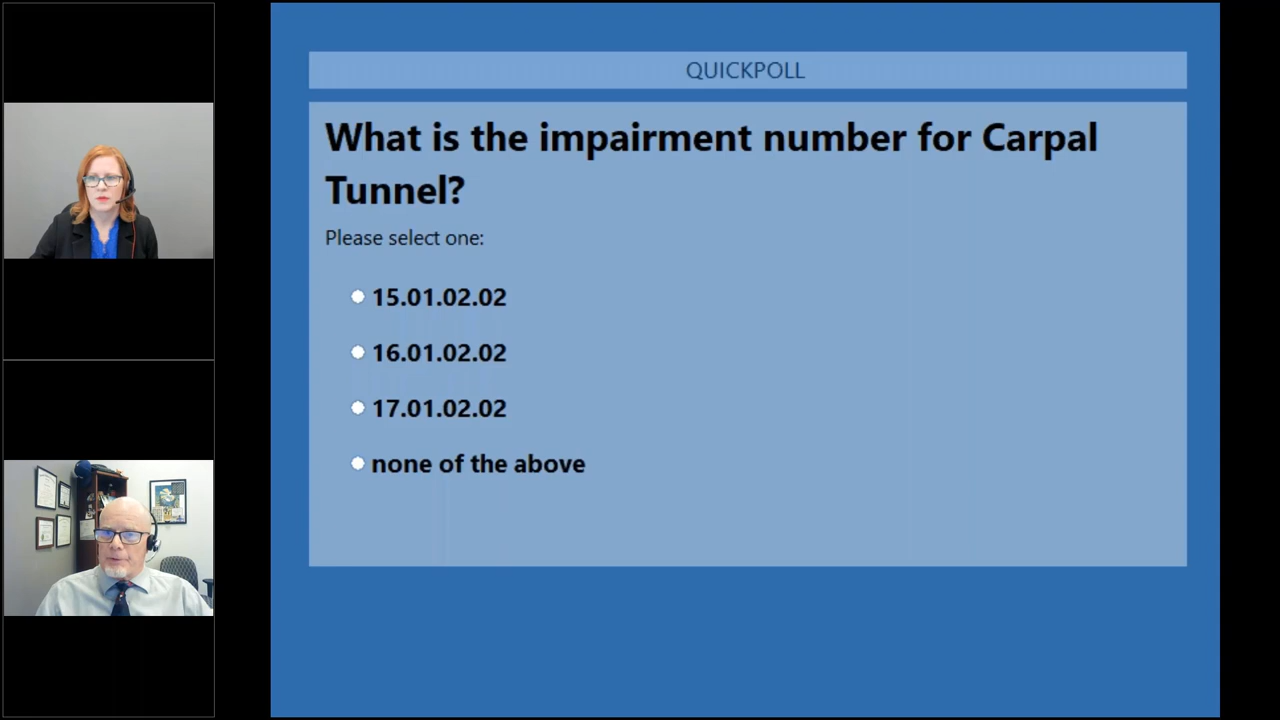 QUICKPOLL
What is the impairment number for Carpal
Tunnel?
Please select one:
15.01.02.02
16.01.02.02
17.01.02.02
none of the above